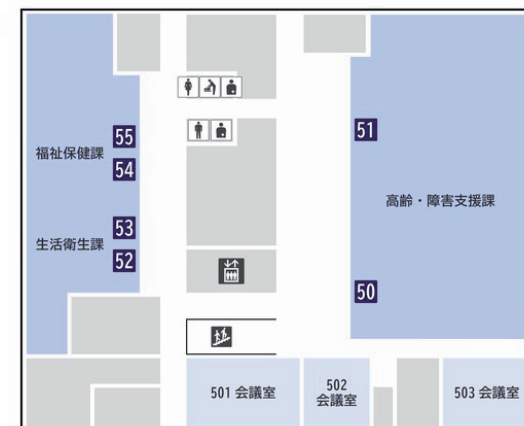 55
福祉保健課
54
53
生活衛生課
52
51
高齢・障害支援課
50
501 会議室
502
会議室
503 会議室